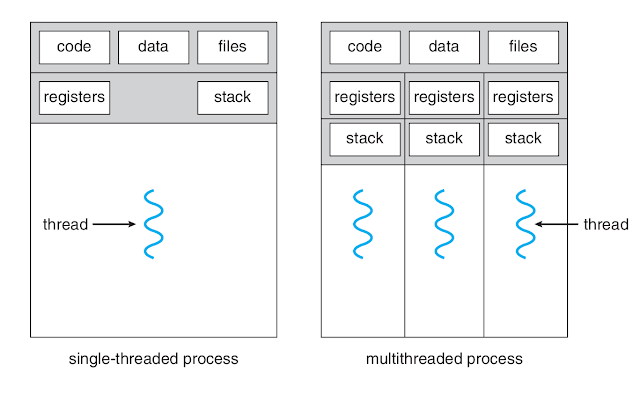 code data files
registers stack
thread
single-threaded process
code data files
registers registers registers
stack stack stack
thread
multithreaded process